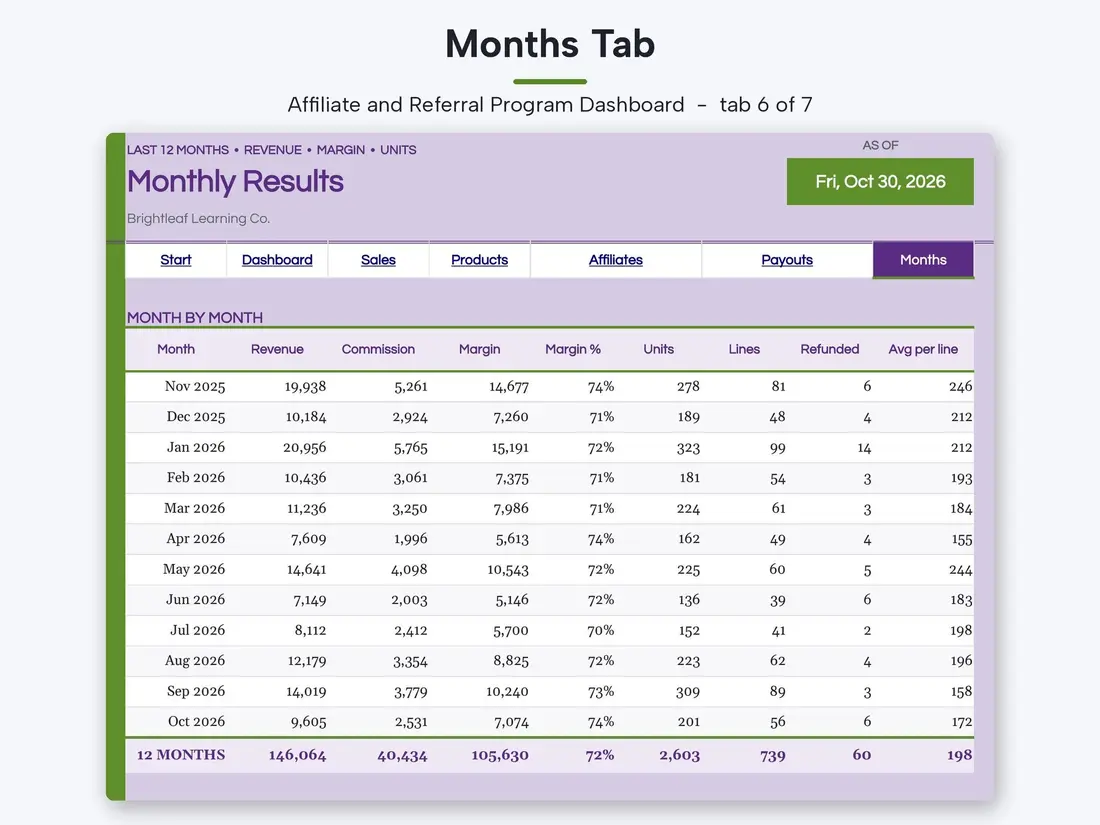 Months Tab
Affiliate and Referral Program Dashboard - tab 6 of 7
LAST 12 MONTHS • REVENUE • MARGIN • UNITS
AS OF
Monthly Results
Fri, Oct 30, 2026
Brightleaf Learning Co.
Start Dashboard Sales Products Affiliates Payouts Months
MONTH BY MONTH
Month Revenue Commission Margin Margin % Units Lines Refunded Avg per line
Nov 2025 19,938 5,261 14,677 74% 278 81 6 246
Dec 2025 10,184 2,924 7,260 71% 189 48 4 212
Jan 2026 20,956 5,765 15,191 72% 323 99 14 212
Feb 2026 10,436 3,061 7,375 71% 181 54 3 193
Mar 2026 11,236 3,250 7,986 71% 224 61 3 184
Apr 2026 7,609 1,996 5,613 74% 162 49 4 155
May 2026 14,641 4,098 10,543 72% 225 60 5 244
Jun 2026 7,149 2,003 5,146 72% 136 39 6 183
Jul 2026 8,112 2,412 5,700 70% 152 41 2 198
Aug 2026 12,179 3,354 8,825 72% 223 62 4 196
Sep 2026 14,019 3,779 10,240 73% 309 89 3 158
Oct 2026 9,605 2,531 7,074 74% 201 56 6 172
12 MONTHS 146,064 40,434 105,630 72% 2,603 739 60 198